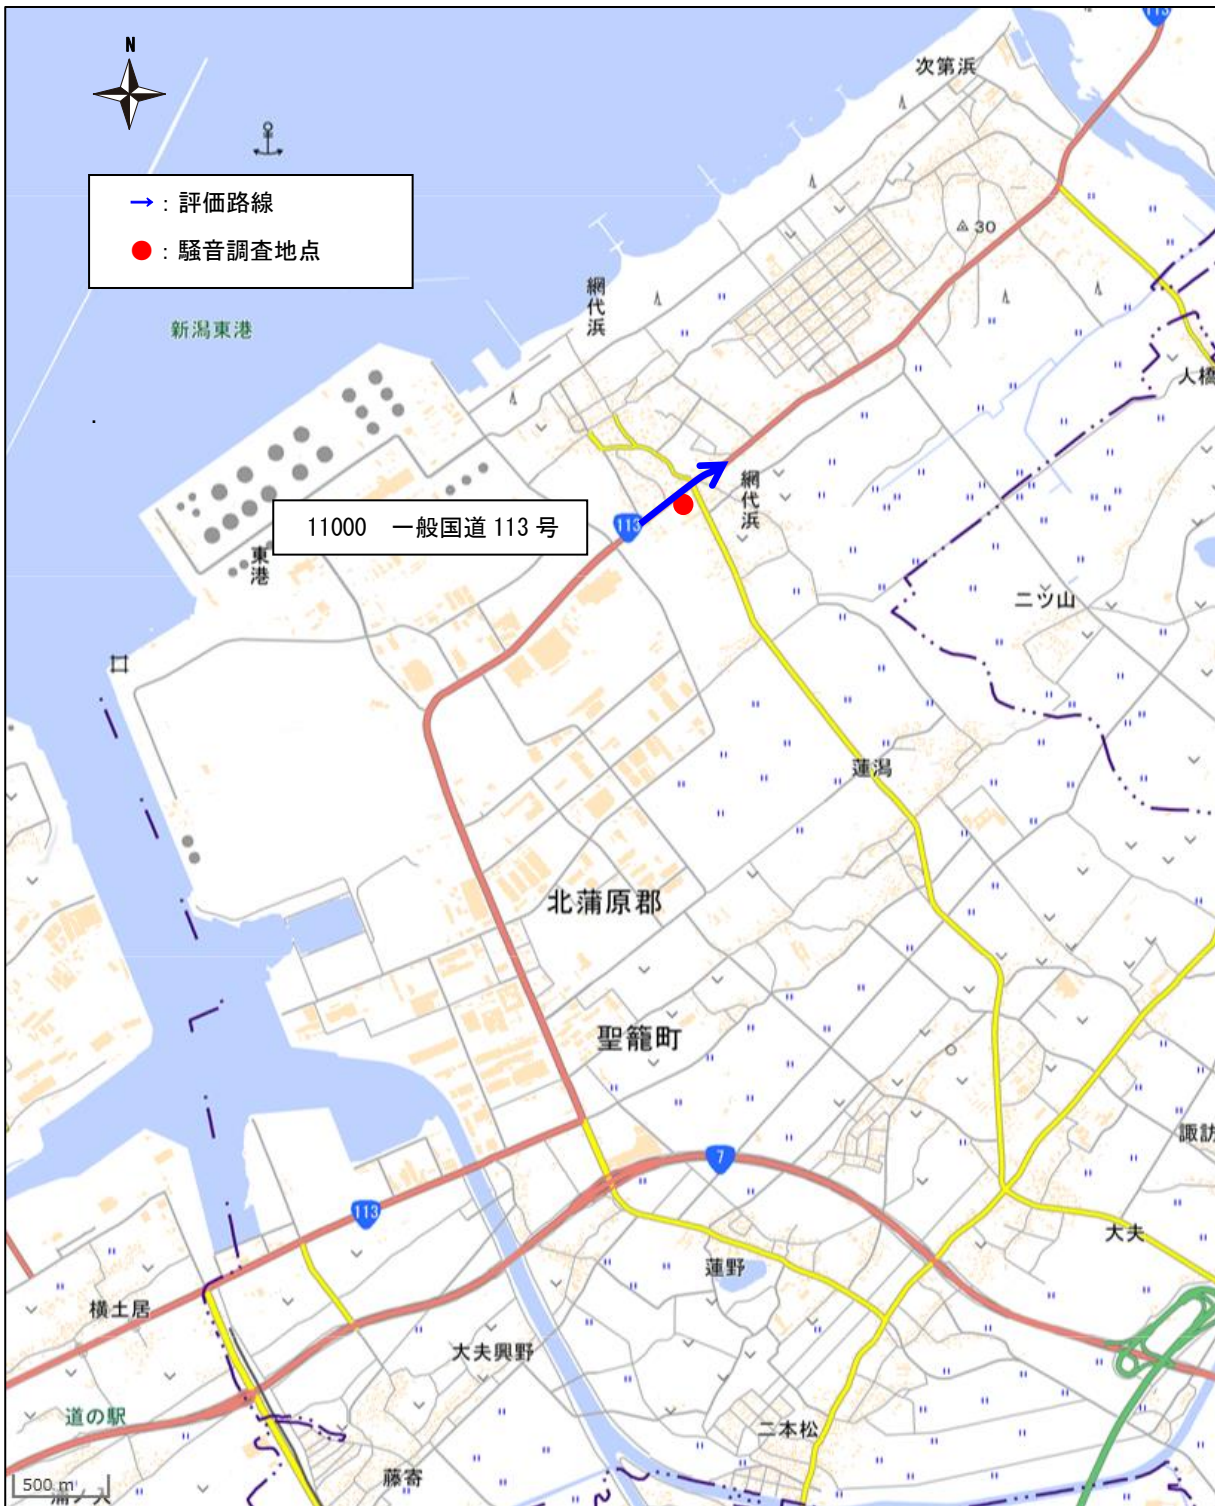 113
次第浜
N
→：評価路線
●：騒音調査地点
30
網代浜
新潟東港
人橋
網代浜
11000　一般国道 113 号
113
東港
二ツ山
蓮潟
北蒲原郡
聖籠町
諏訪
7
113
大夫
蓮野
横土居
大夫興野
道の駅
二本松
藤寄
500 m